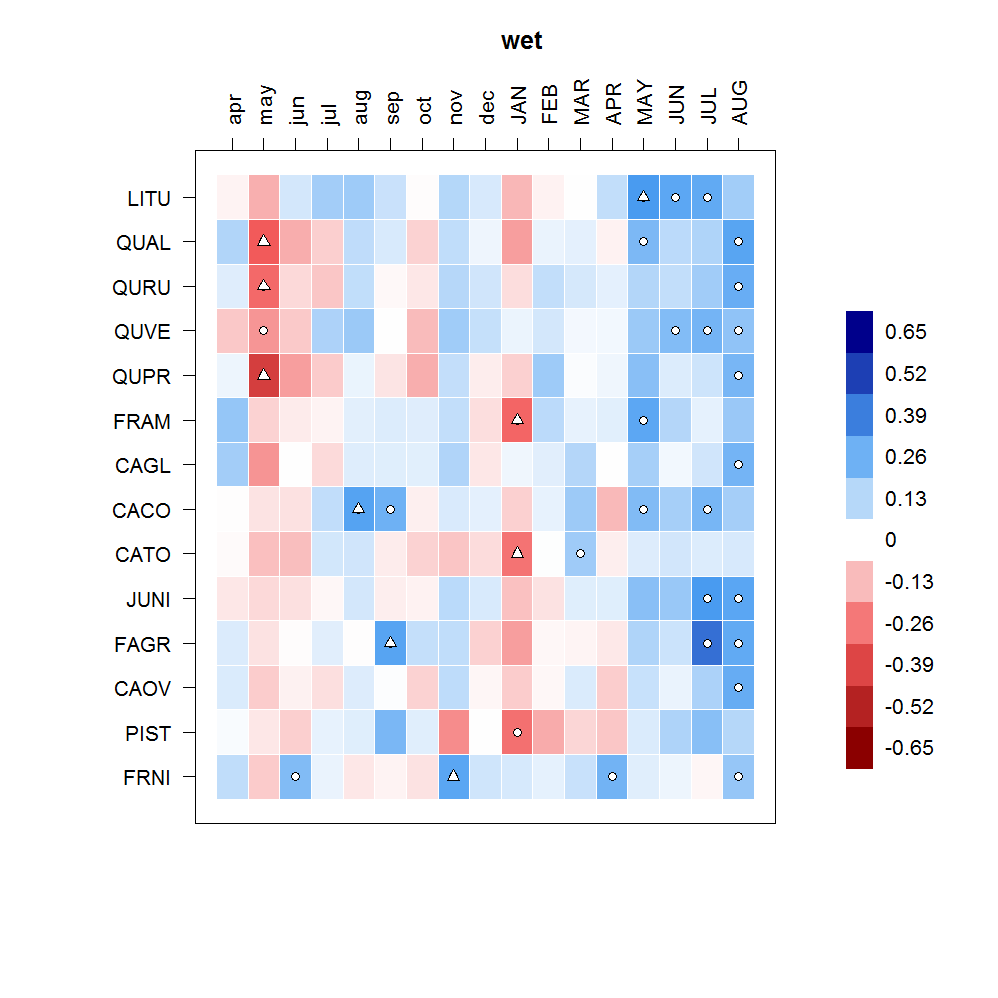 wet
apr may jun jul aug sep oct nov dec JAN FEB MAR APR MAY JUN JUL AUG
LITU
QUAL
QURU
QUVE
QUPR
FRAM
CAGL
CACO
CATO
JUNI
FAGR
CAOV
PIST
FRNI
0.65
0.52
0.39
0.26
0.13
0
-0.13
-0.26
-0.39
-0.52
-0.65